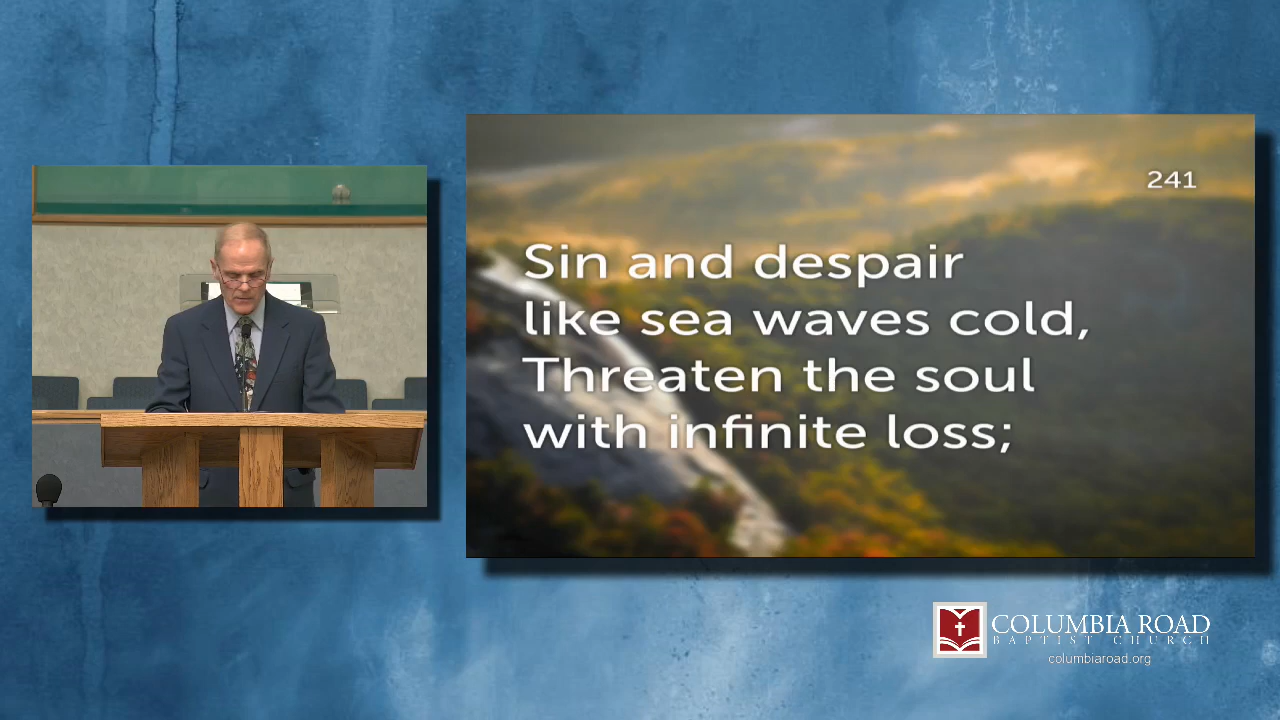 241
Sin and despair
like sea waves cold,
Threaten the soul
with infinite loss;
COLUMBIA ROAD
BAPTIST CHURCH
columbiaroad.org